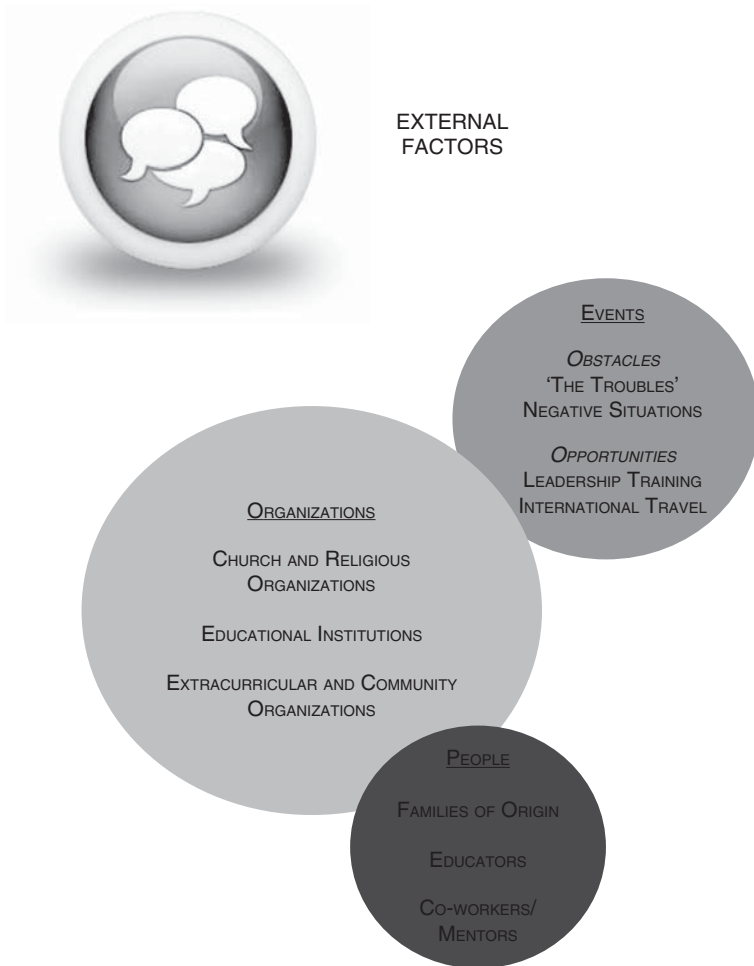 EXTERNAL
FACTORS
EVENTS
OBSTACLES
‘THE TROUBLES’
NEGATIVE SITUATIONS
OPPORTUNITIES
LEADERSHIP TRAINING
INTERNATIONAL TRAVEL
ORGANIZATIONS
CHURCH AND RELIGIOUS
ORGANIZATIONS
EDUCATIONAL INSTITUTIONS
EXTRACURRICULAR AND COMMUNITY
ORGANIZATIONS
PEOPLE
FAMILIES OF ORIGIN
EDUCATORS
CO-WORKERS/
MENTORS